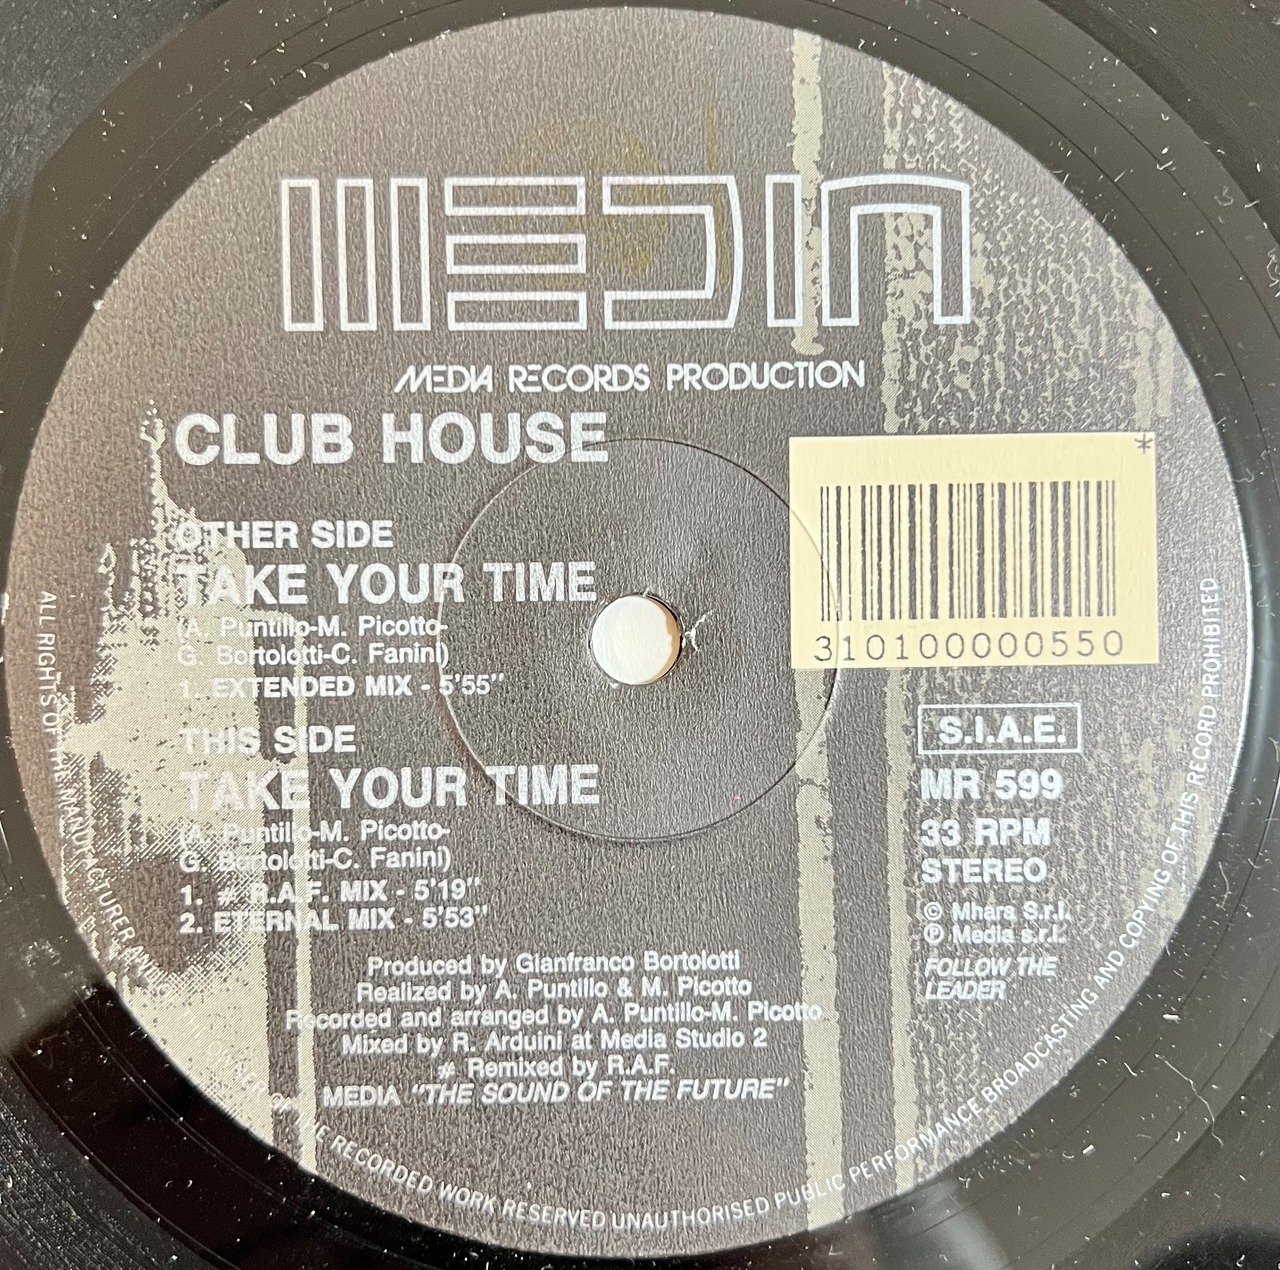 MEDIA
MEDIA RECORDS PRODUCTION
CLUB HOUSE
OTHER SIDE
TAKE YOUR TIME
(A. Puntillo-M. Picotto-
G. Bortolotti-C. Fanini)
1. EXTENDED MIX - 5'55"
THIS SIDE
TAKE YOUR TIME
(A. Puntillo-M. Picotto-
G. Bortolotti-C. Fanini)
1. # R.A.F. MIX - 5'19"
2. ETERNAL MIX - 5'53"
*
310100000550
S.I.A.E.
MR 599
33 RPM
STEREO
© Mhara S.r.l.
℗ Media s.r.l.
FOLLOW THE
LEADER
Produced by Gianfranco Bortolotti
Realized by A. Puntillo & M. Picotto
Recorded and arranged by A. Puntillo-M. Picotto
Mixed by R. Arduini at Media Studio 2
# Remixed by R.A.F.
MEDIA "THE SOUND OF THE FUTURE"
ALL RIGHTS OF THE MANUFACTURER AND OF THE OWNER OF THE RECORDED WORK RESERVED UNAUTHORISED PUBLIC PERFORMANCE BROADCASTING AND COPYING OF THIS RECORD PROHIBITED